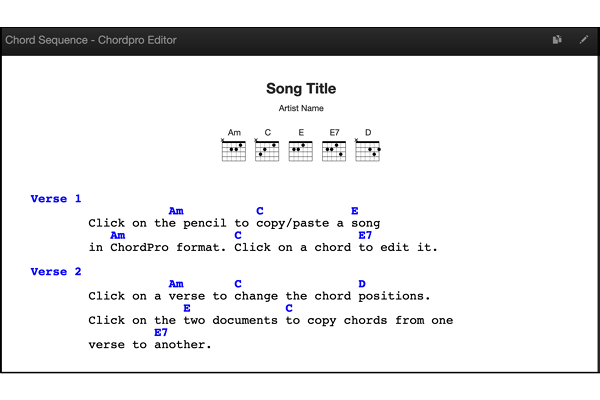 Chord Sequence - Chordpro Editor
Song Title
Artist Name
Am C E E7 D
x x x
Verse 1
Am C E
Click on the pencil to copy/paste a song
Am C E7
in ChordPro format. Click on a chord to edit it.
Verse 2
Am C D
Click on a verse to change the chord positions.
E C
Click on the two documents to copy chords from one
E7
verse to another.